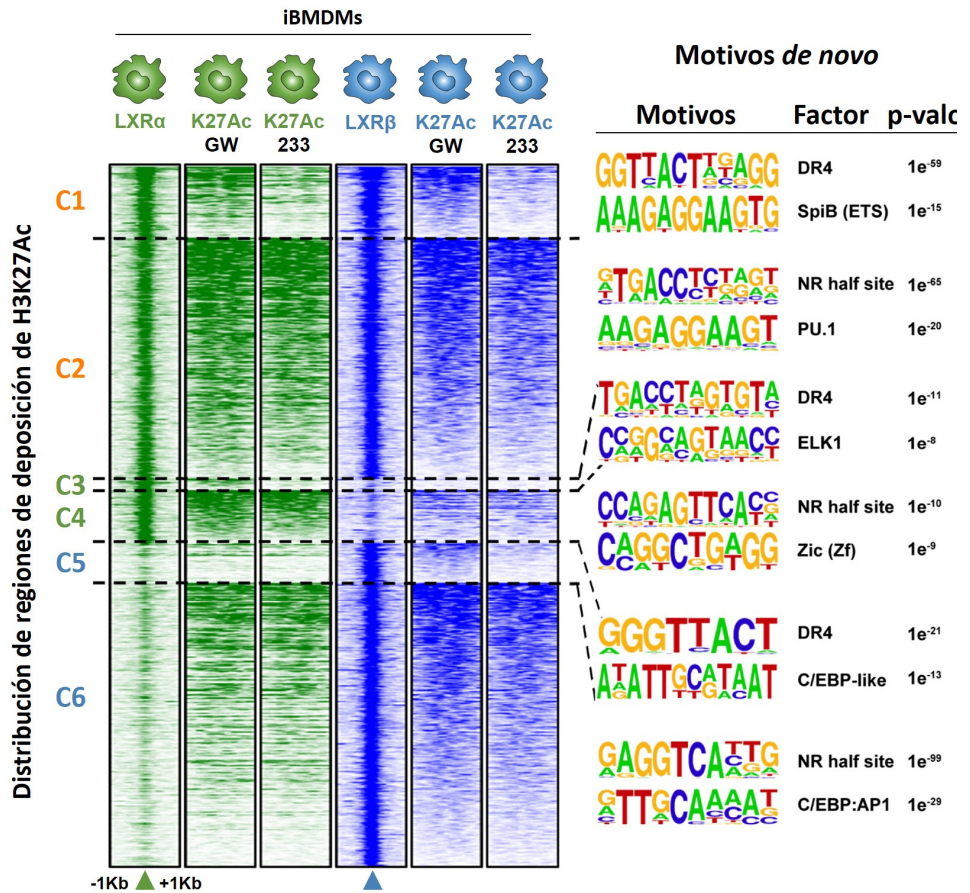 iBMDMs
LXRα K27Ac K27Ac LXRβ K27Ac K27Ac
GW 233 GW 233
Motivos de novo
Motivos Factor p-valo
Distribución de regiones de deposición de H3K27Ac
C1
C2
C3
C4
C5
C6
DR4 1e-59
SpiB (ETS) 1e-15
NR half site 1e-65
PU.1 1e-20
DR4 1e-11
ELK1 1e-8
NR half site 1e-10
Zic (Zf) 1e-9
DR4 1e-21
C/EBP-like 1e-13
NR half site 1e-99
C/EBP:AP1 1e-29
-1Kb +1Kb